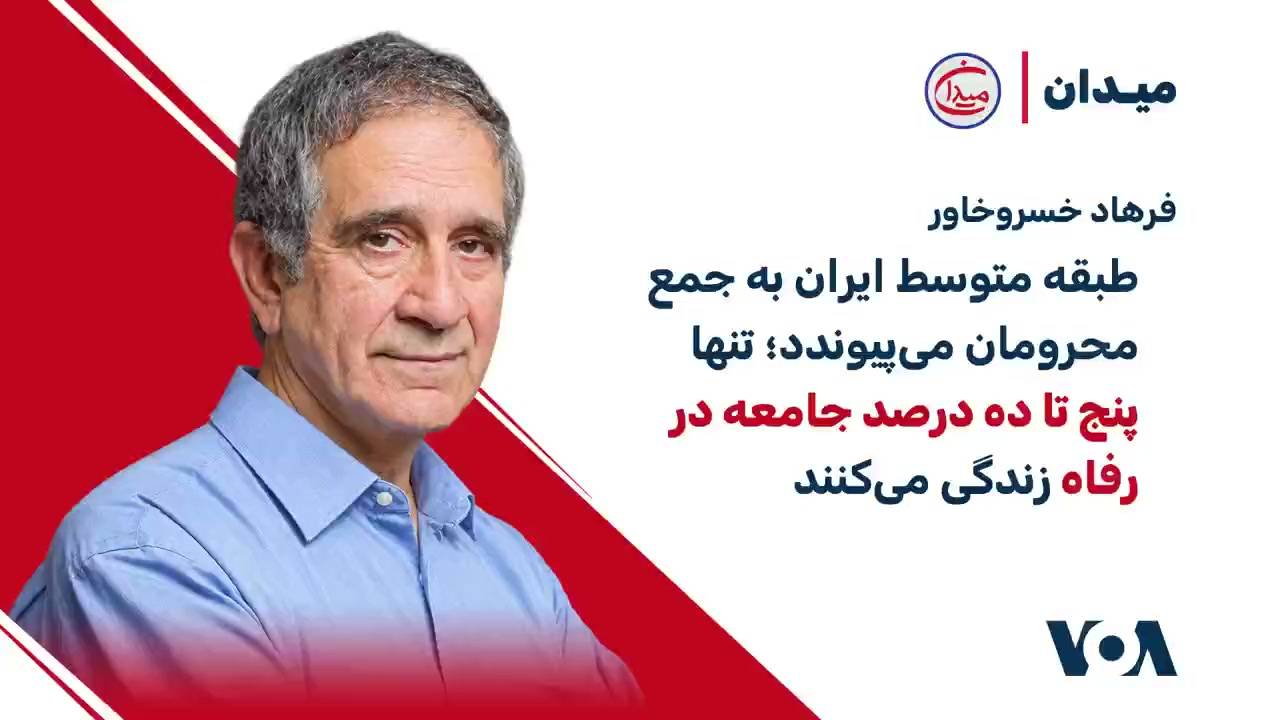 میدان
میدان
فرهاد خسروخاور
طبقه متوسط ایران به جمع
محرومان می‌پیوندد؛ تنها
پنج تا ده درصد جامعه در
رفاه زندگی می‌کنند
VOA